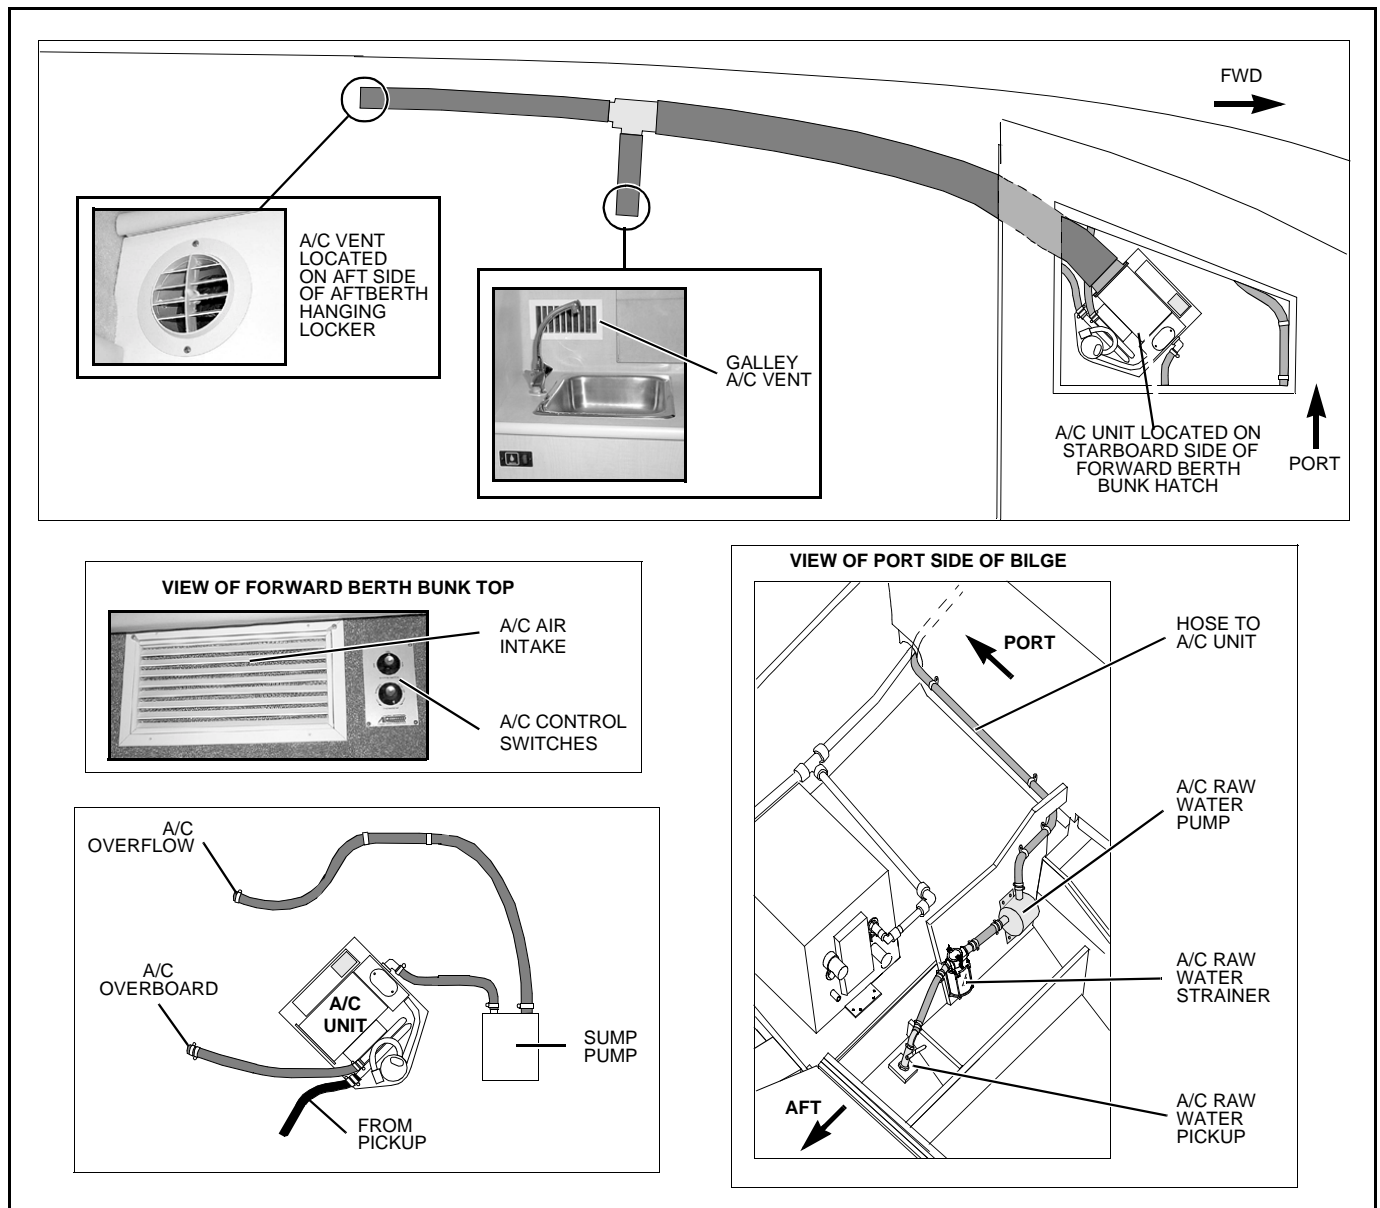 FWD
A/C VENT
LOCATED
ON AFT SIDE
OF AFTBERTH
HANGING
LOCKER
GALLEY
A/C VENT
A/C UNIT LOCATED ON
STARBOARD SIDE OF
FORWARD BERTH
BUNK HATCH
PORT
VIEW OF FORWARD BERTH BUNK TOP
A/C AIR
INTAKE
A/C CONTROL
SWITCHES
A/C
OVERFLOW
A/C
OVERBOARD
A/C
UNIT
SUMP
PUMP
FROM
PICKUP
VIEW OF PORT SIDE OF BILGE
PORT
HOSE TO
A/C UNIT
A/C RAW
WATER
PUMP
A/C RAW
WATER
STRAINER
A/C RAW
WATER
PICKUP
AFT